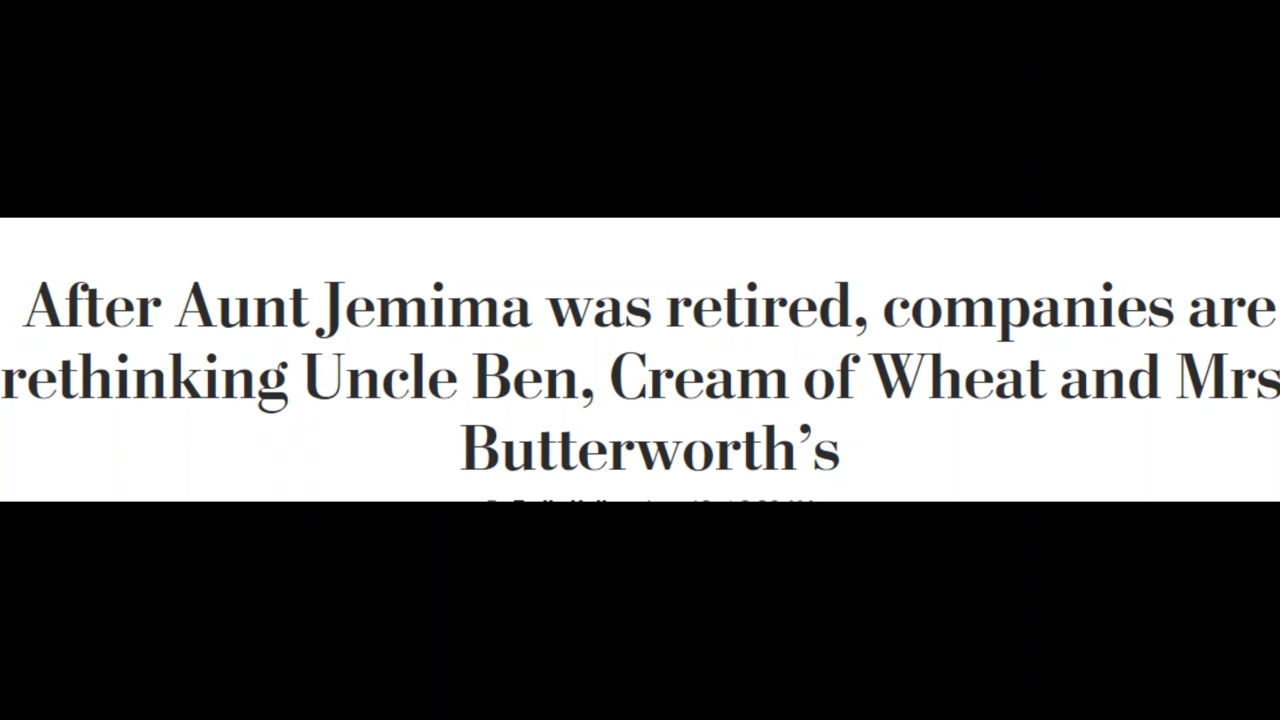 After Aunt Jemima was retired, companies are
rethinking Uncle Ben, Cream of Wheat and Mrs
Butterworth’s